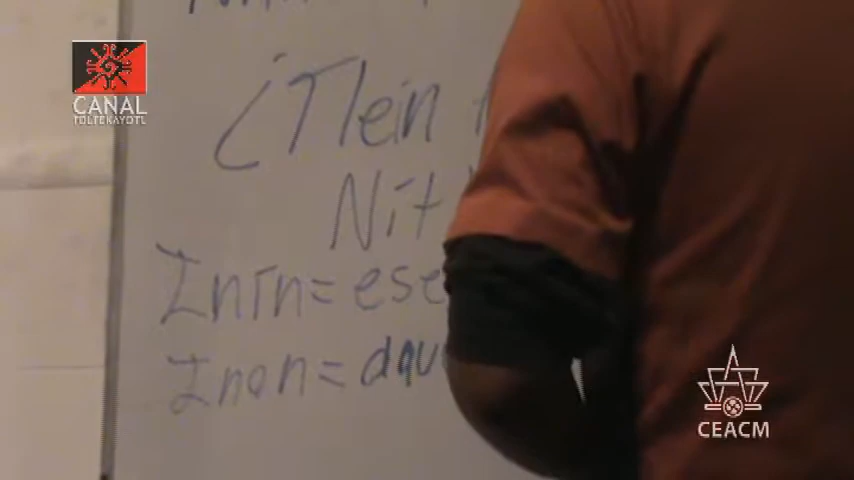 CANAL
TOLTEKAYOTL
¿Tlein
Nit
Inin= ese
Inon= aqu
CEACM